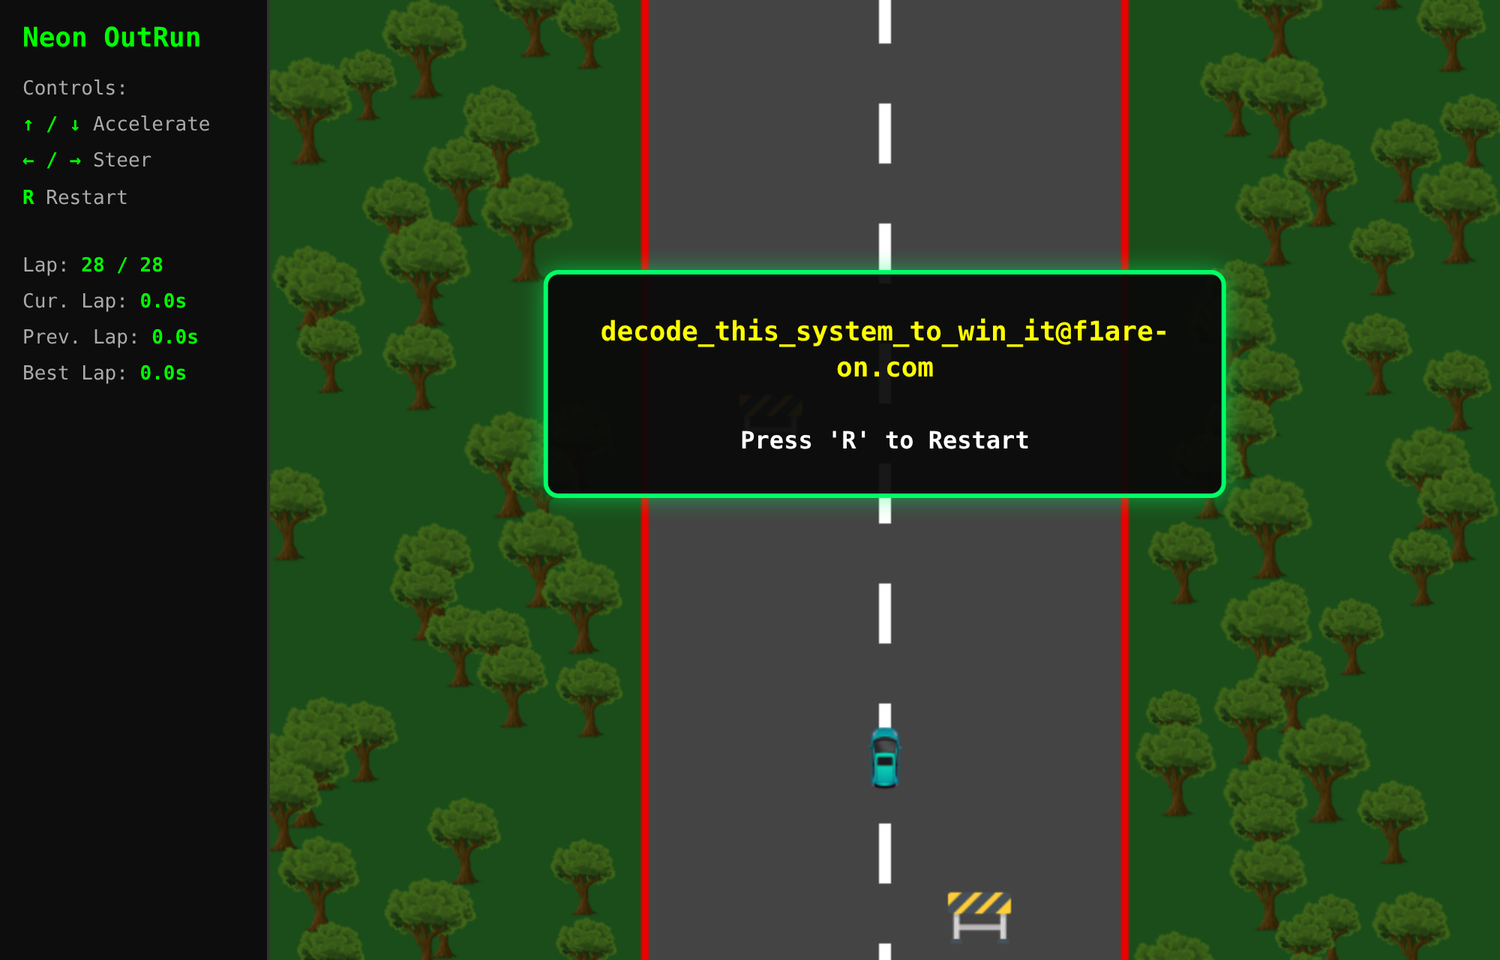 Neon OutRun
Controls:
↑ / ↓ Accelerate
← / → Steer
R Restart
Lap: 28 / 28
Cur. Lap: 0.0s
Prev. Lap: 0.0s
Best Lap: 0.0s
decode_this_system_to_win_it@flare-
on.com
Press 'R' to Restart